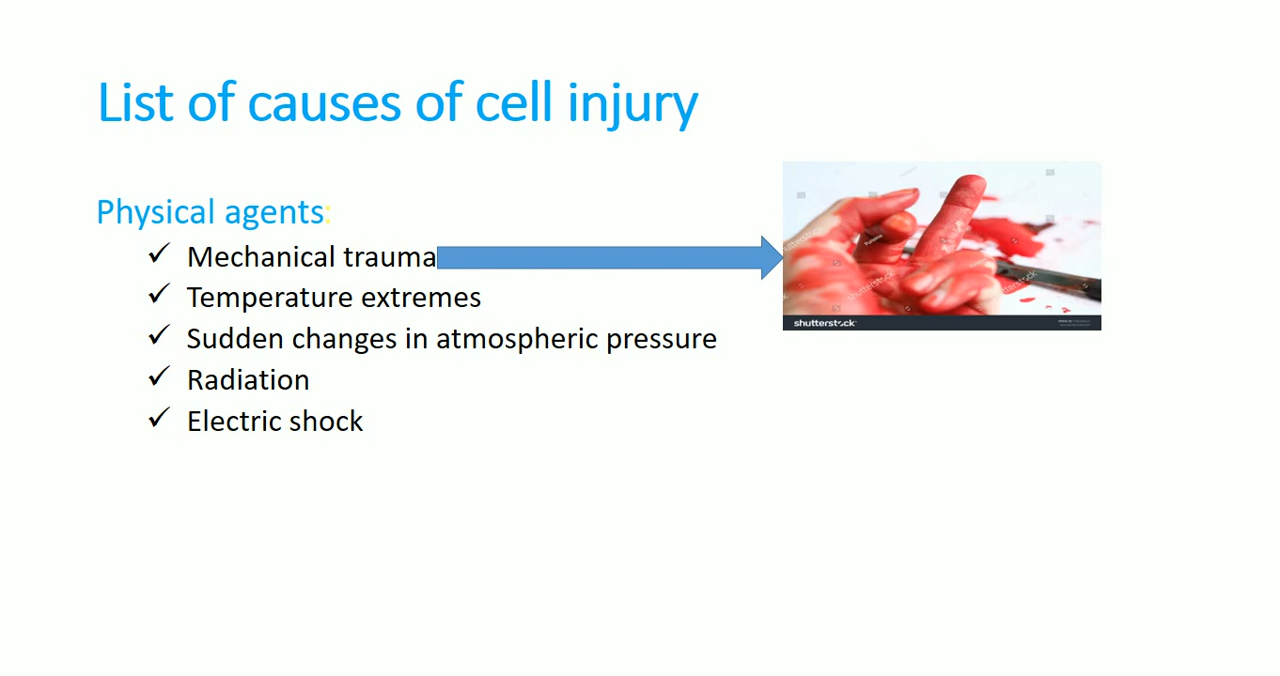 List of causes of cell injury
Physical agents:
✓ Mechanical trauma
✓ Temperature extremes
✓ Sudden changes in atmospheric pressure
✓ Radiation
✓ Electric shock
shutterstock